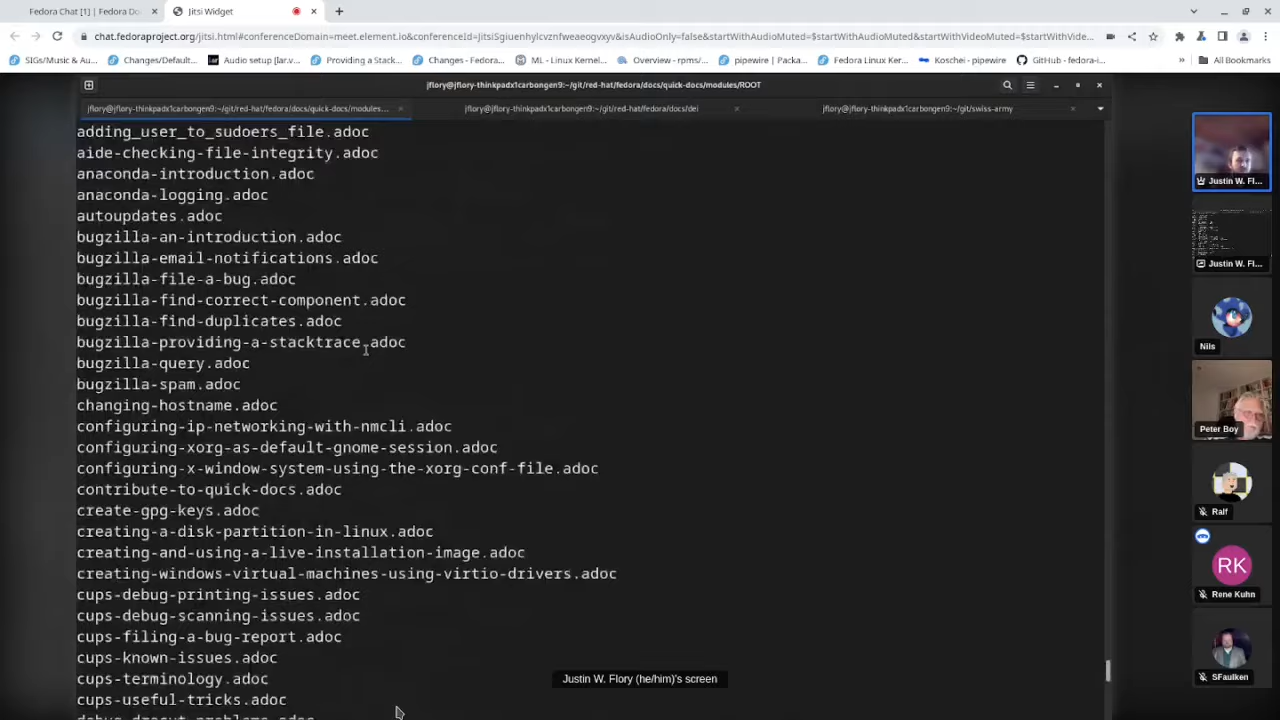 Fedora Chat [1] | Fedora Do
Jitsi Widget
chat.fedoraproject.org/jitsi.html#conferenceDomain=meet.element.io&conferenceId=JitsiSgiuenhylcvznfweaeogvxyv&isAudioOnly=false&startWithAudioMuted=$startWithAudioMuted&startWithVideoMuted=$startWithVide...
SIGs/Music & Au...
Changes/Default...
Audio setup [lar.v...
Providing a Stack...
Changes - Fedora...
ML - Linux Kernel...
Overview - rpms/...
pipewire | Packa...
Fedora Linux Ker...
Koschei - pipewire
GitHub - fedora-i...
»
All Bookmarks
jflory@jflory-thinkpadx1carbongen9:~/git/red-hat/fedora/docs/quick-docs/modules/ROOT
jflory@jflory-thinkpadx1carbongen9:~/git/red-hat/fedora/docs/quick-docs/modules...
jflory@jflory-thinkpadx1carbongen9:~/git/red-hat/fedora/docs/dei
jflory@jflory-thinkpadx1carbongen9:~/git/swiss-army
adding_user_to_sudoers_file.adoc
aide-checking-file-integrity.adoc
anaconda-introduction.adoc
anaconda-logging.adoc
autoupdates.adoc
bugzilla-an-introduction.adoc
bugzilla-email-notifications.adoc
bugzilla-file-a-bug.adoc
bugzilla-find-correct-component.adoc
bugzilla-find-duplicates.adoc
bugzilla-providing-a-stacktrace.adoc
bugzilla-query.adoc
bugzilla-spam.adoc
changing-hostname.adoc
configuring-ip-networking-with-nmcli.adoc
configuring-xorg-as-default-gnome-session.adoc
configuring-x-window-system-using-the-xorg-conf-file.adoc
contribute-to-quick-docs.adoc
create-gpg-keys.adoc
creating-a-disk-partition-in-linux.adoc
creating-and-using-a-live-installation-image.adoc
creating-windows-virtual-machines-using-virtio-drivers.adoc
cups-debug-printing-issues.adoc
cups-debug-scanning-issues.adoc
cups-filing-a-bug-report.adoc
cups-known-issues.adoc
cups-terminology.adoc
cups-useful-tricks.adoc
debug-dracut-problems.adoc
Justin W. Flory (he/him)'s screen
Justin W. Fl...
Justin W. Fl...
Nils
Peter Boy
Ralf
RK
Rene Kuhn
SFaulken